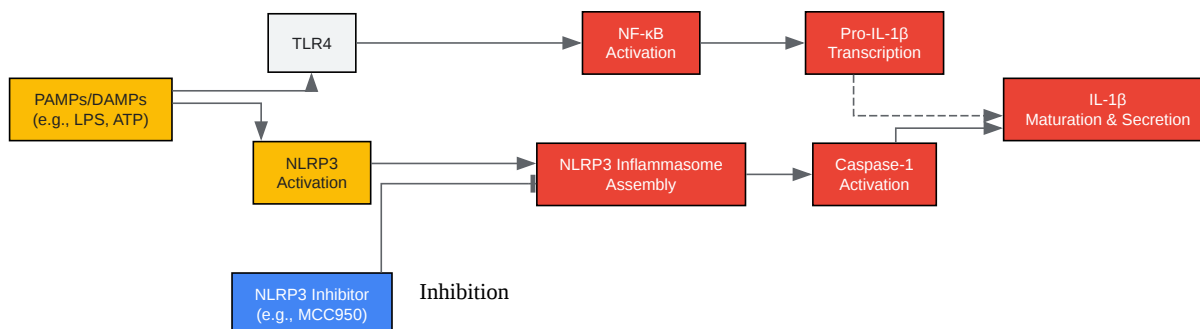 TLR4
NF-κB
Activation
Pro-IL-1β
Transcription
PAMPs/DAMPs
(e.g., LPS, ATP)
IL-1β
Maturation & Secretion
NLRP3
Activation
NLRP3 Inflammasome
Assembly
Caspase-1
Activation
NLRP3 Inhibitor
(e.g., MCC950)
Inhibition